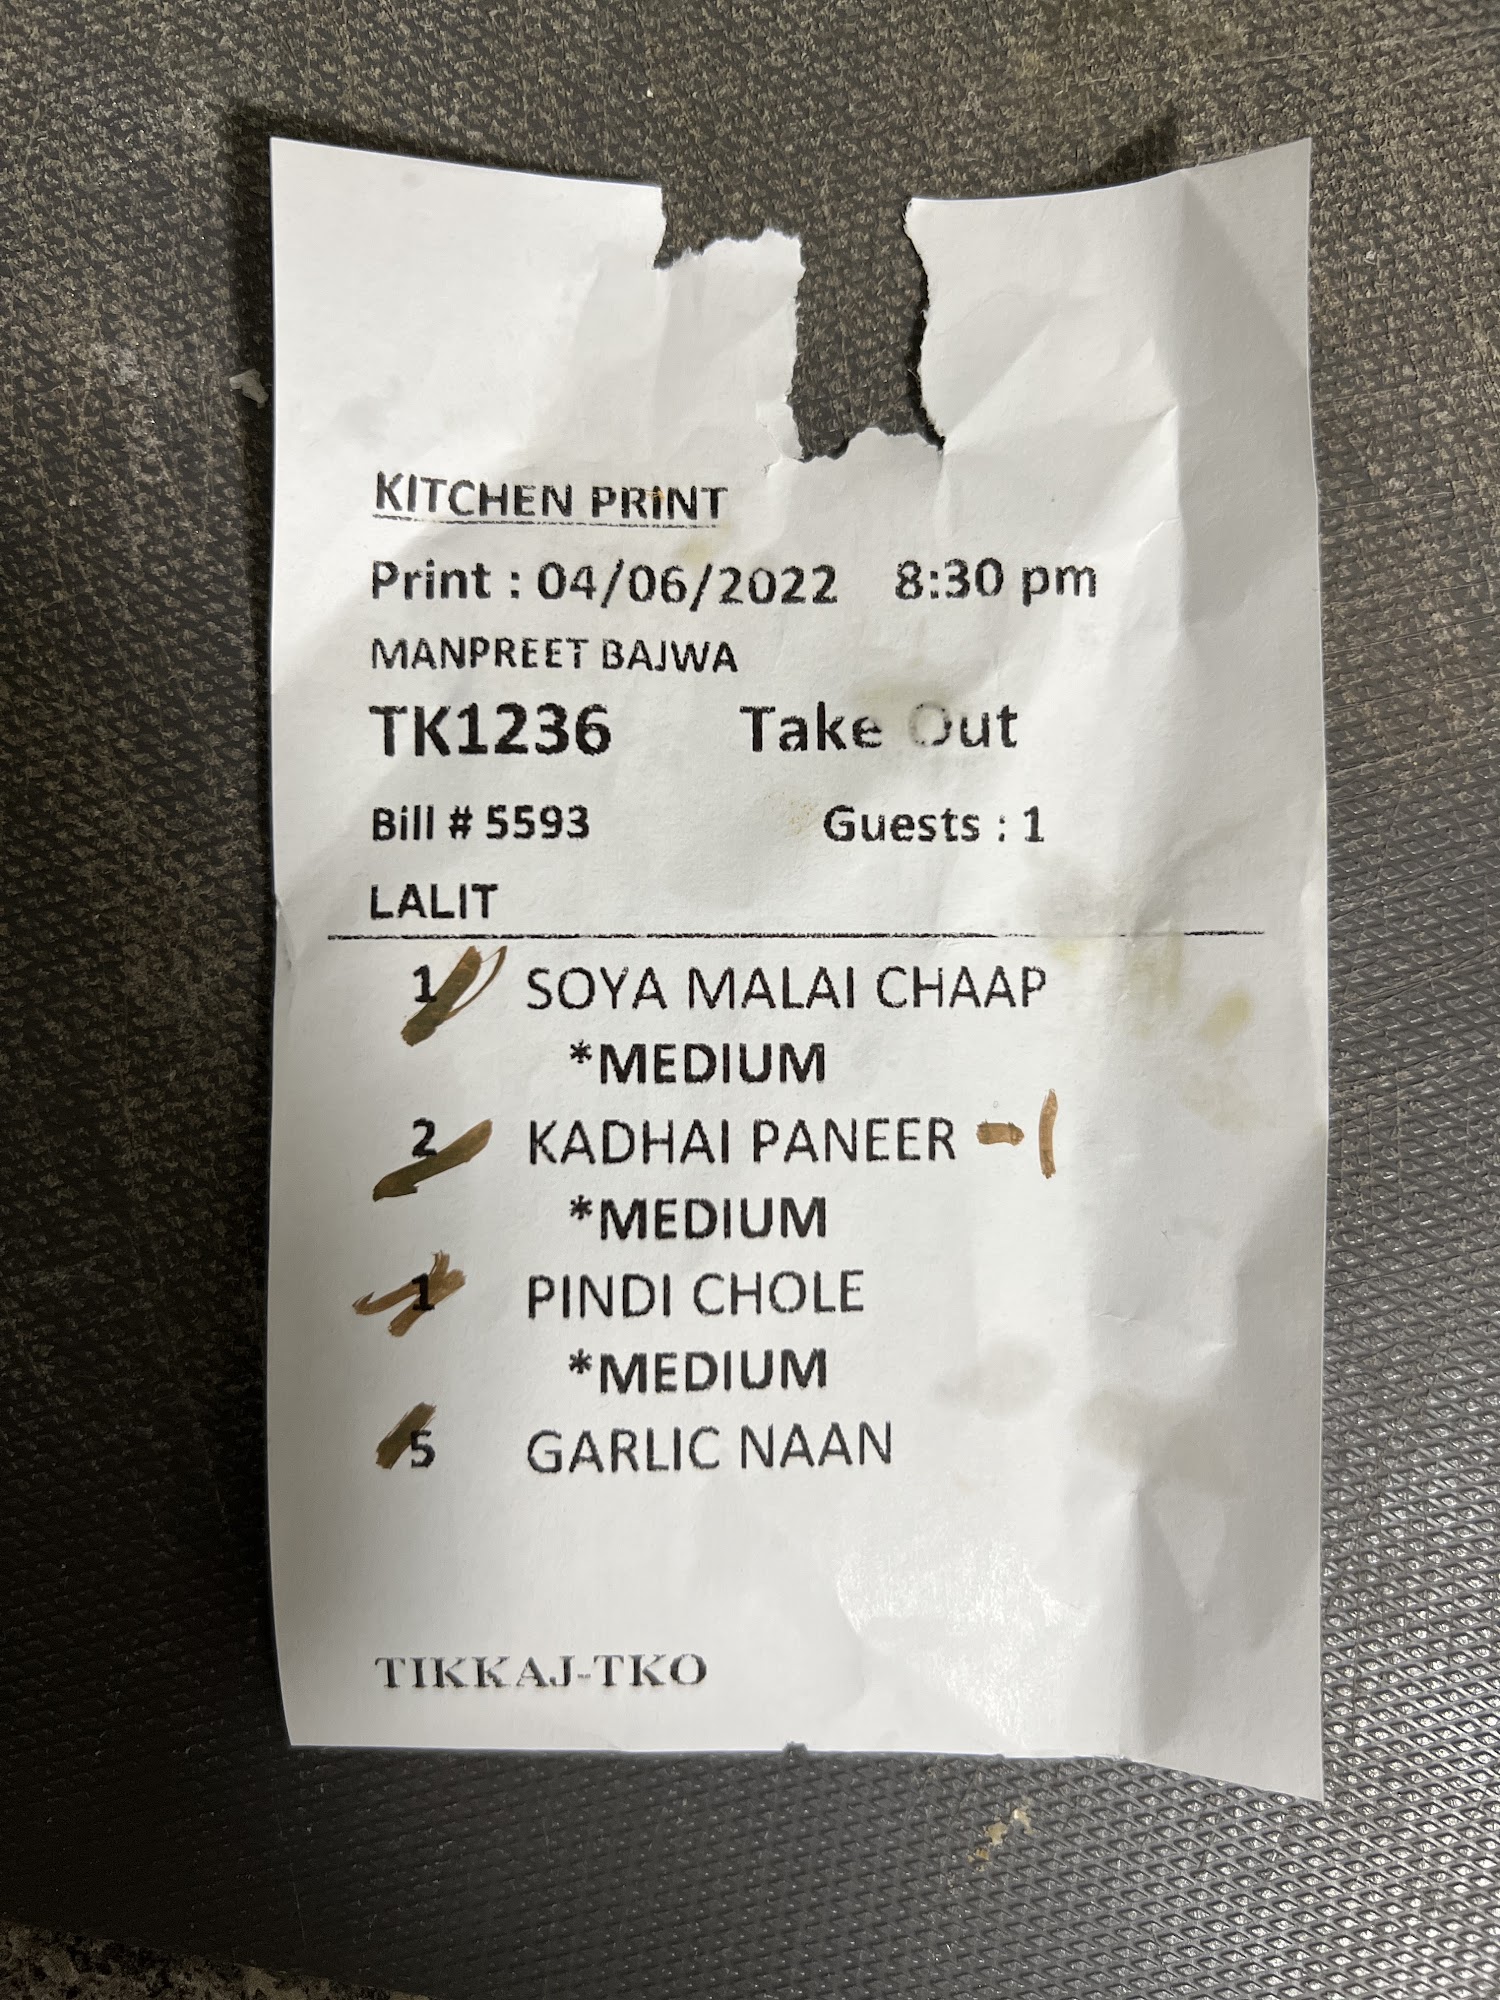 KITCHEN PRINT
Print : 04/06/2022 8:30 pm
MANPREET BAJWA
TK1236 Take Out
Bill # 5593 Guests : 1
LALIT
1 SOYA MALAI CHAAP
*MEDIUM
2 KADHAI PANEER - 1
*MEDIUM
1 PINDI CHOLE
*MEDIUM
5 GARLIC NAAN
TIKKAJ-TKO